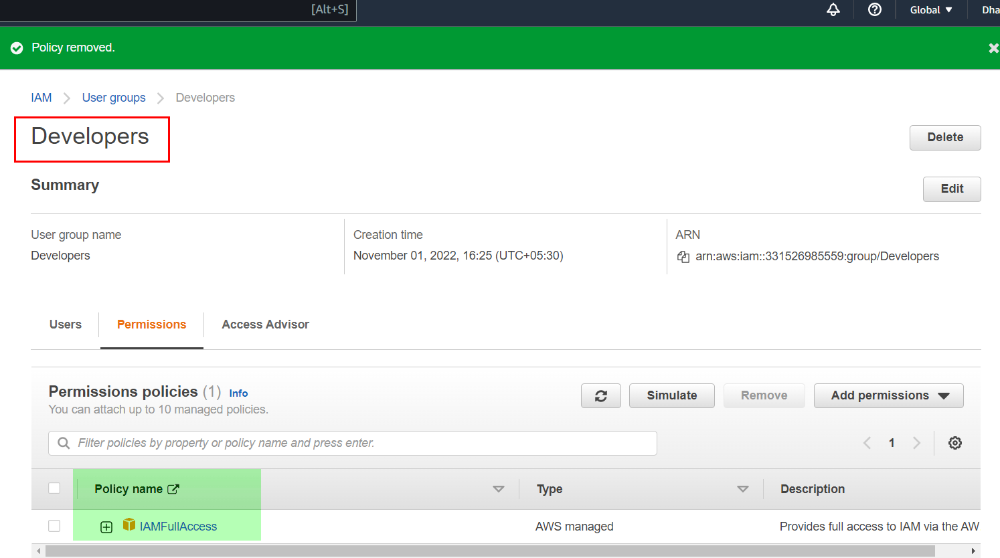 [Alt+S]
Global
Dha
Policy removed.
IAM
User groups
Developers
Developers
Delete
Summary
Edit
User group name
Developers
Creation time
November 01, 2022, 16:25 (UTC+05:30)
ARN
arn:aws:iam::331526985559:group/Developers
Users
Permissions
Access Advisor
Permissions policies (1) Info
You can attach up to 10 managed policies.
Simulate
Remove
Add permissions
Filter policies by property or policy name and press enter.
1
Policy name
Type
Description
IAMFullAccess
AWS managed
Provides full access to IAM via the AW